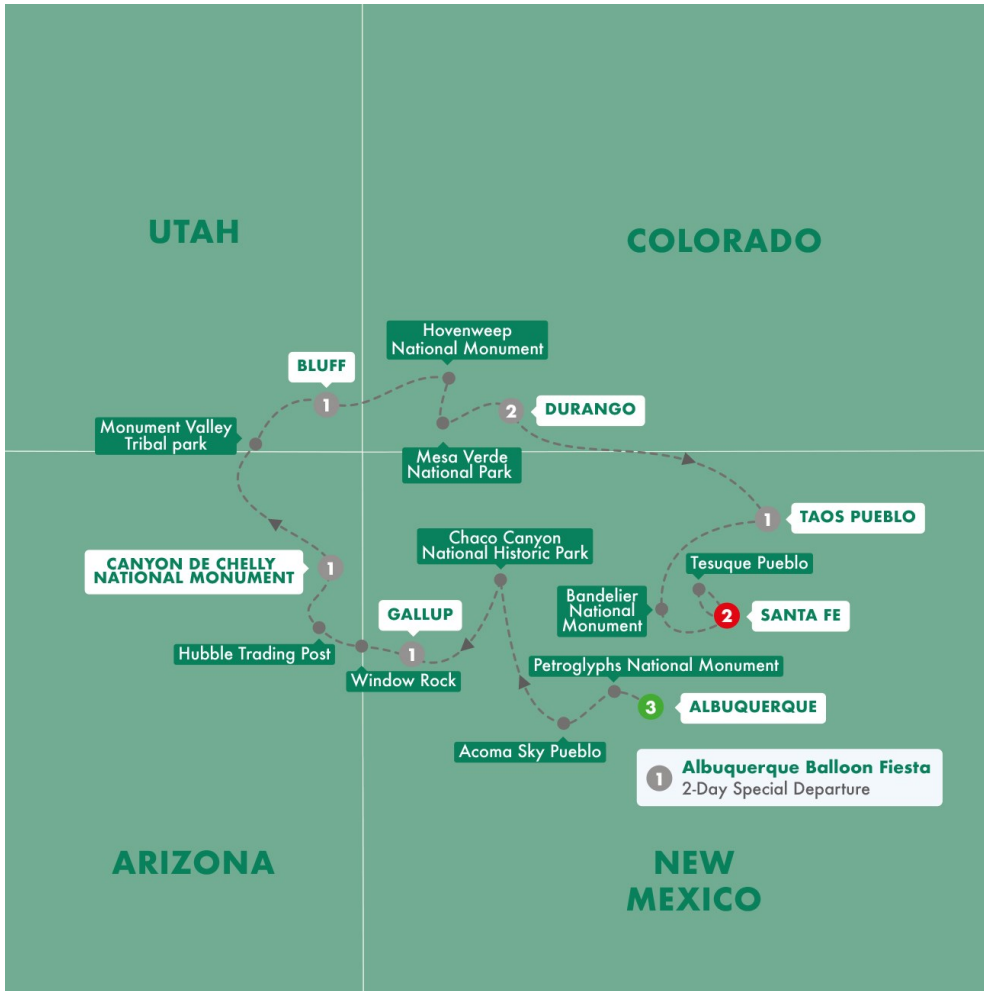 UTAH
COLORADO
Hovenweep
National Monument
BLUFF
1
2
DURANGO
Monument Valley
Tribal park
Mesa Verde
National Park
1
TAOS PUEBLO
Chaco Canyon
National Historic Park
Tesuque Pueblo
CANYON DE CHELLY
NATIONAL MONUMENT
1
Bandelier
National
Monument
2
SANTA FE
GALLUP
1
Hubble Trading Post
Window Rock
Petroglyphs National Monument
3
ALBUQUERQUE
Acoma Sky Pueblo
1
Albuquerque Balloon Fiesta
2-Day Special Departure
ARIZONA
NEW
MEXICO